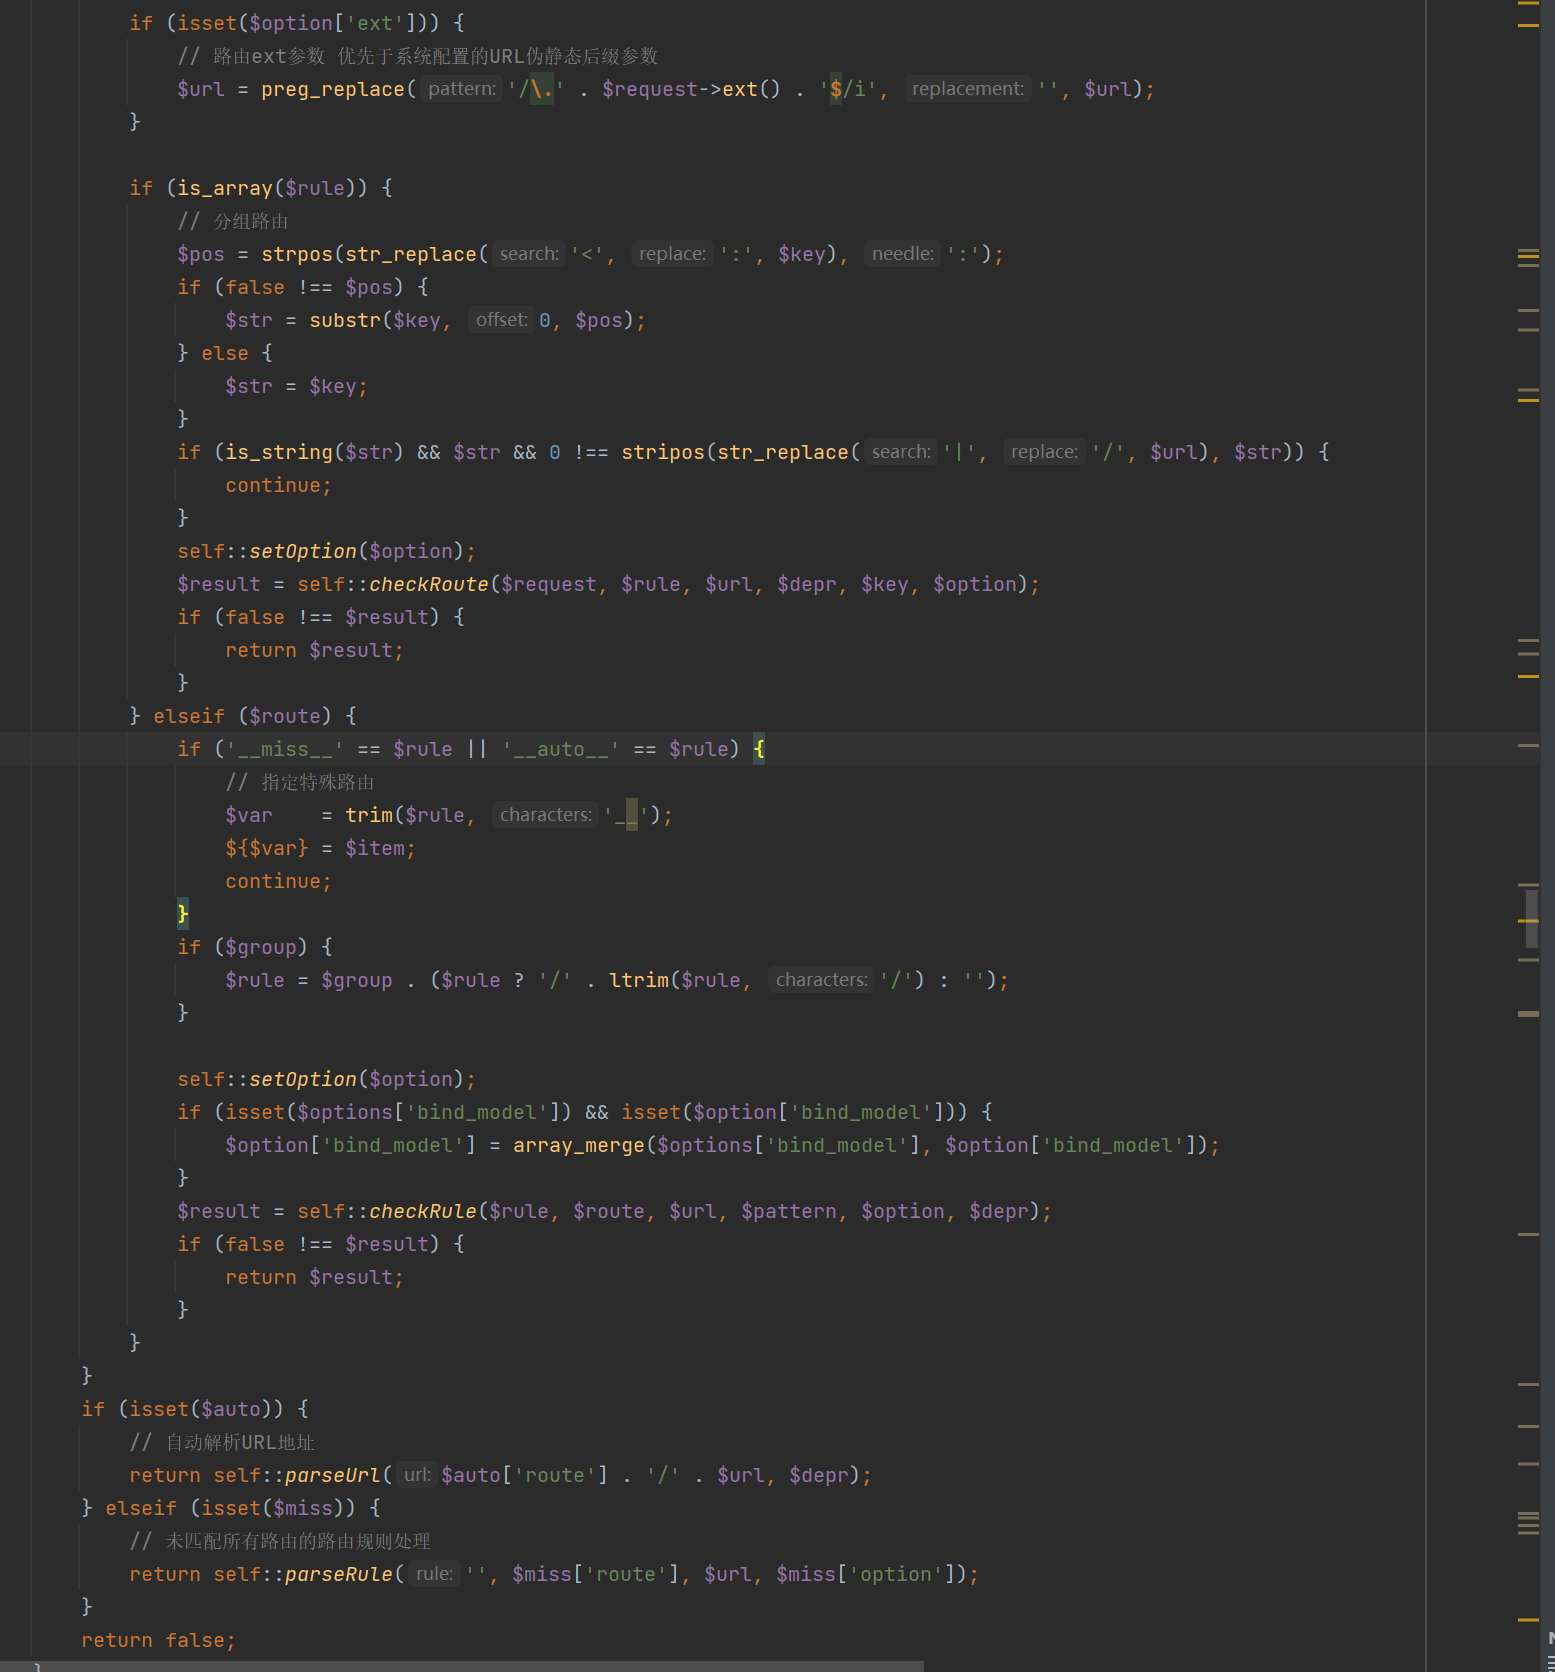 if (isset($option['ext'])) {
// 路由ext参数 优先于系统配置的URL伪静态后缀参数
$url = preg_replace( pattern: '/\.' . $request->ext() . '$/i', replacement: '', $url);
}
if (is_array($rule)) {
// 分组路由
$pos = strpos(str_replace( search: '<', replace: ':', $key), needle: ':');
if (false !== $pos) {
$str = substr($key, offset: 0, $pos);
} else {
$str = $key;
}
if (is_string($str) && $str && 0 !== stripos(str_replace( search: '|', replace: '/', $url), $str)) {
continue;
}
self::setOption($option);
$result = self::checkRoute($request, $rule, $url, $depr, $key, $option);
if (false !== $result) {
return $result;
}
} elseif ($route) {
if ('__miss__' == $rule || '__auto__' == $rule) {
// 指定特殊路由
$var    = trim($rule, characters: '__');
${$var} = $item;
continue;
}
if ($group) {
$rule = $group . ($rule ? '/' . ltrim($rule, characters: '/') : '');
}
self::setOption($option);
if (isset($options['bind_model']) && isset($option['bind_model'])) {
$option['bind_model'] = array_merge($options['bind_model'], $option['bind_model']);
}
$result = self::checkRule($rule, $route, $url, $pattern, $option, $depr);
if (false !== $result) {
return $result;
}
}
}
if (isset($auto)) {
// 自动解析URL地址
return self::parseUrl( url: $auto['route'] . '/' . $url, $depr);
} elseif (isset($miss)) {
// 未匹配所有路由的路由规则处理
return self::parseRule( rule: '', $miss['route'], $url, $miss['option']);
}
return false;
}